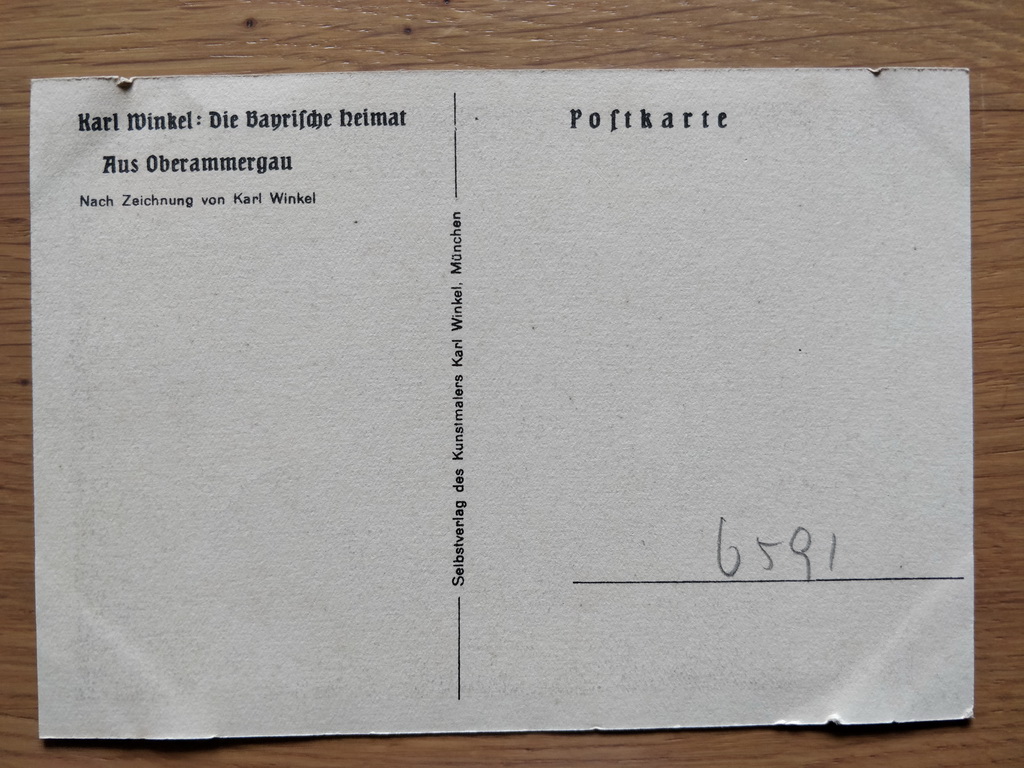 Karl Winkel: Die Bayrische Heimat
Aus Oberammergau
Nach Zeichnung von Karl Winkel
Selbstverlag des Kunstmalers Karl Winkel, München
Postkarte
6591